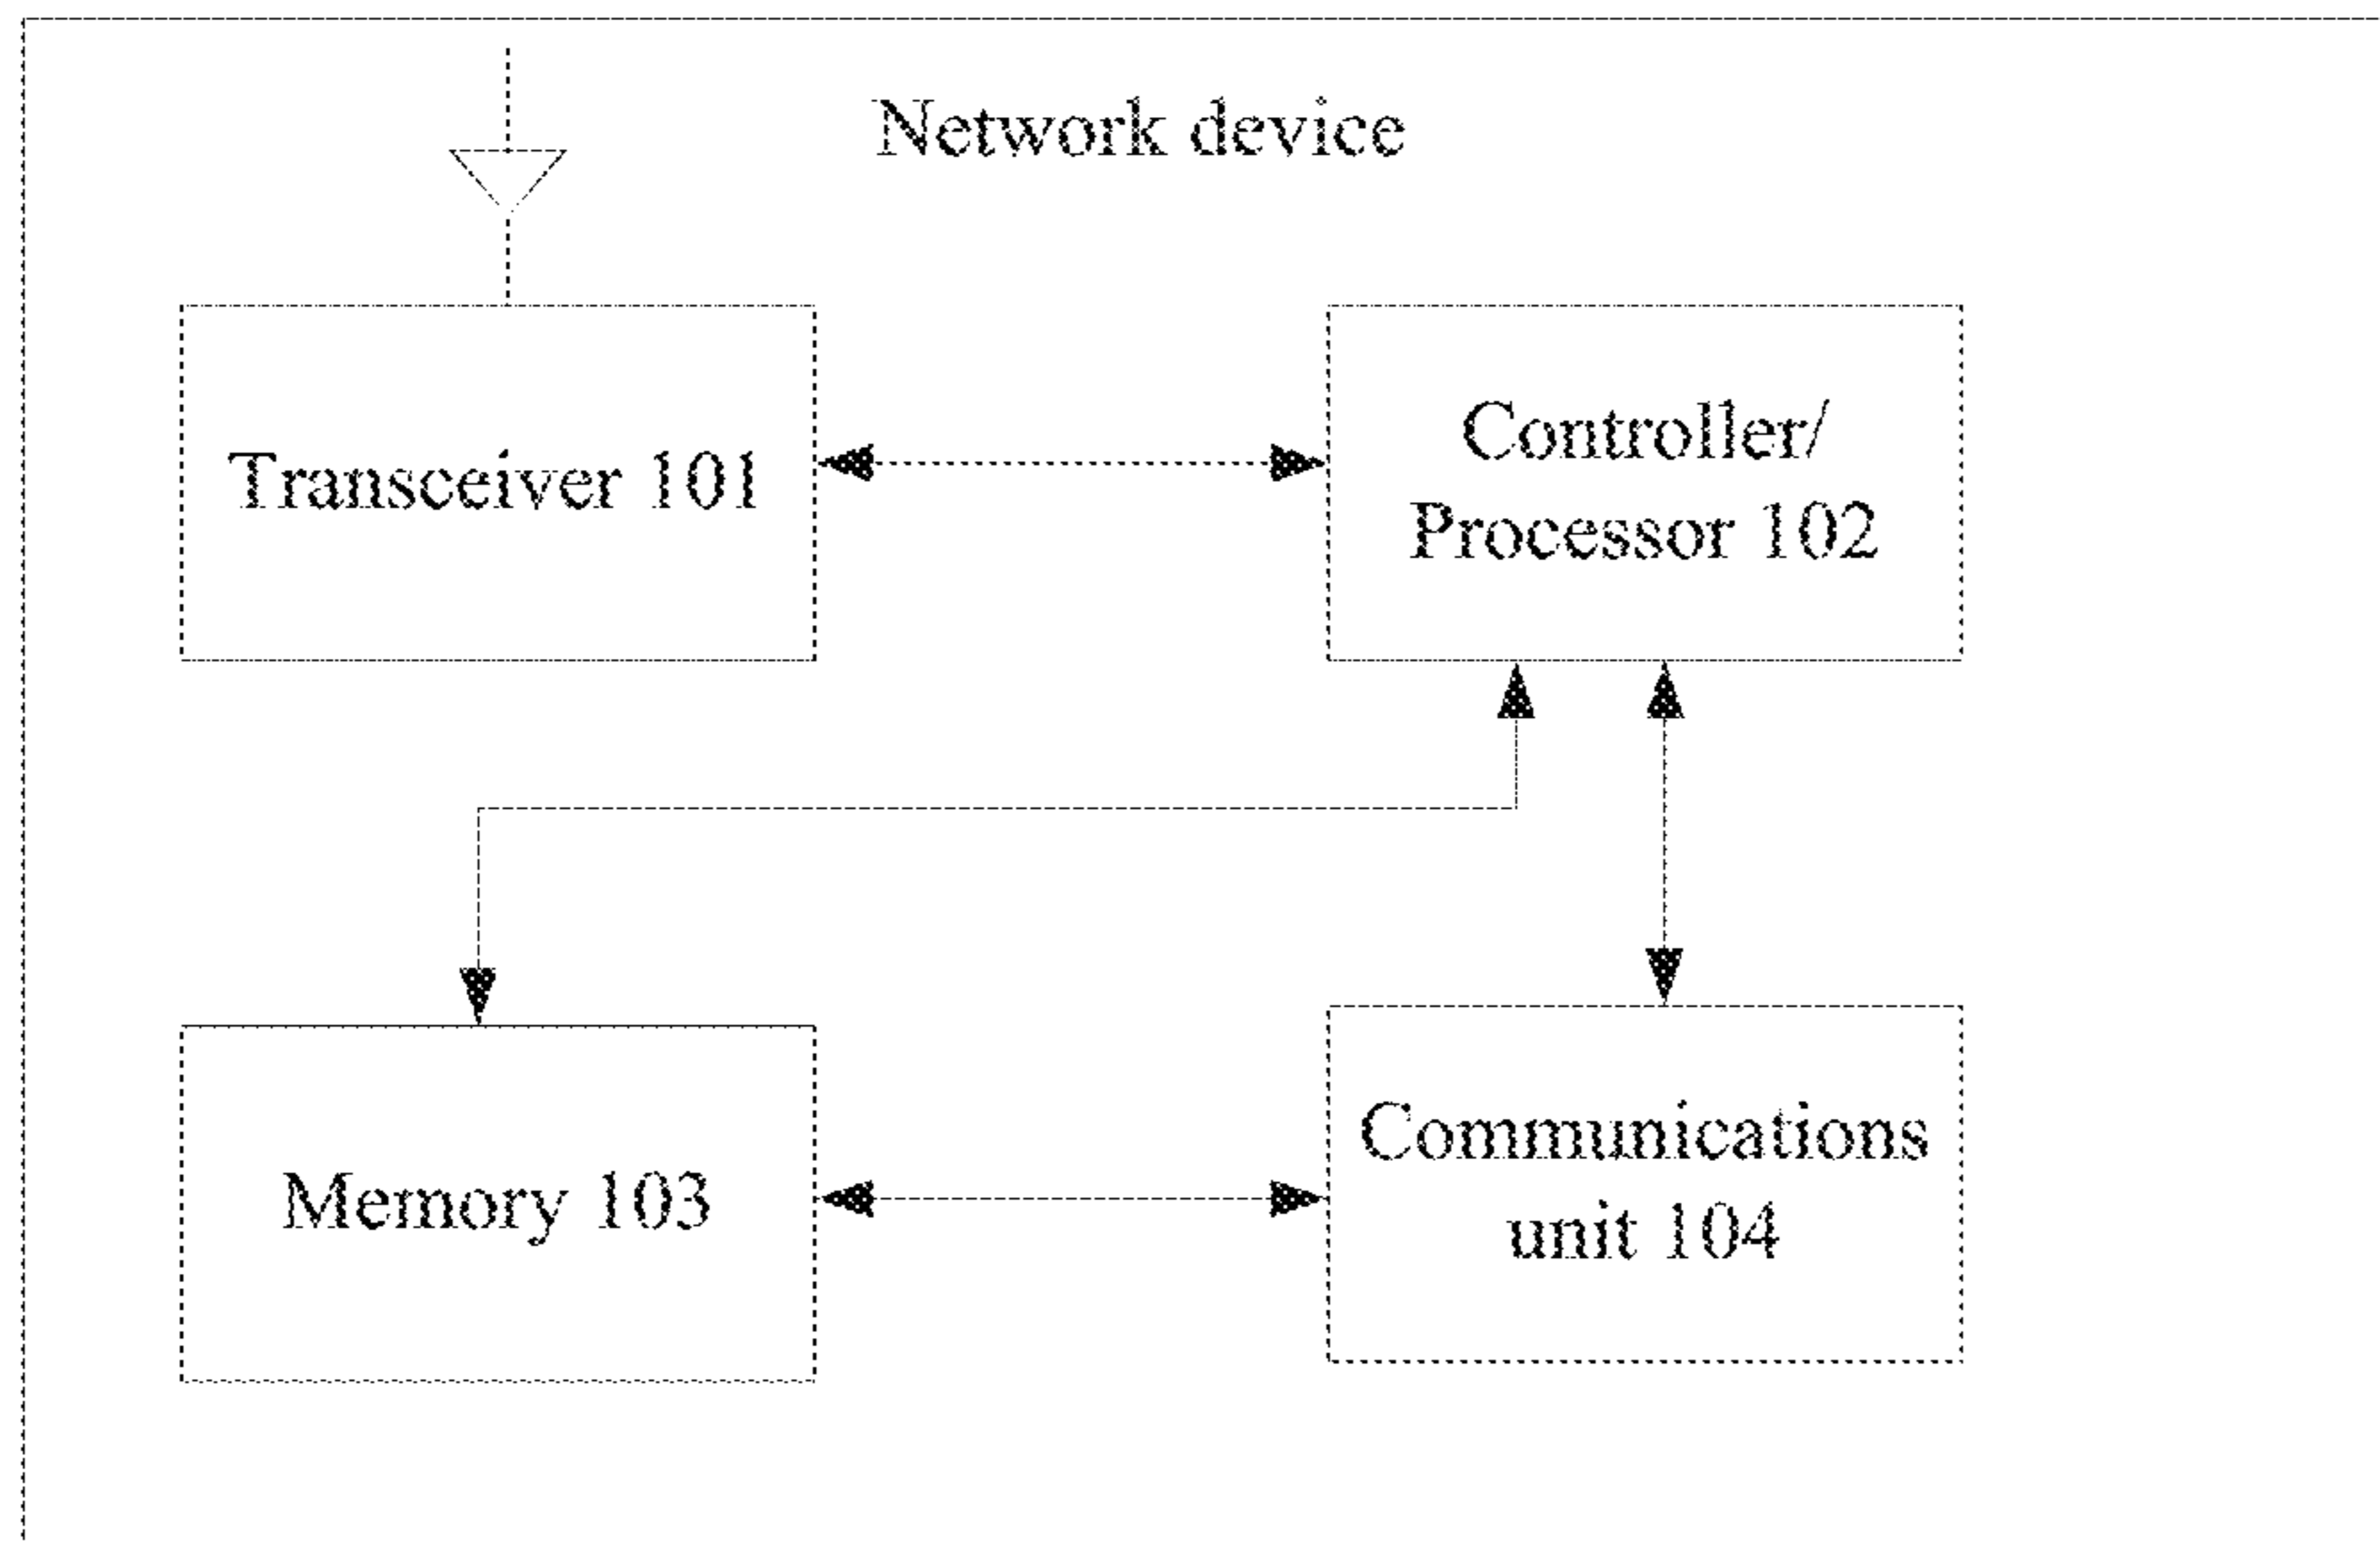 Network device
Transceiver 101
Controller/
Processor 102
Memory 103
Communications
unit 104